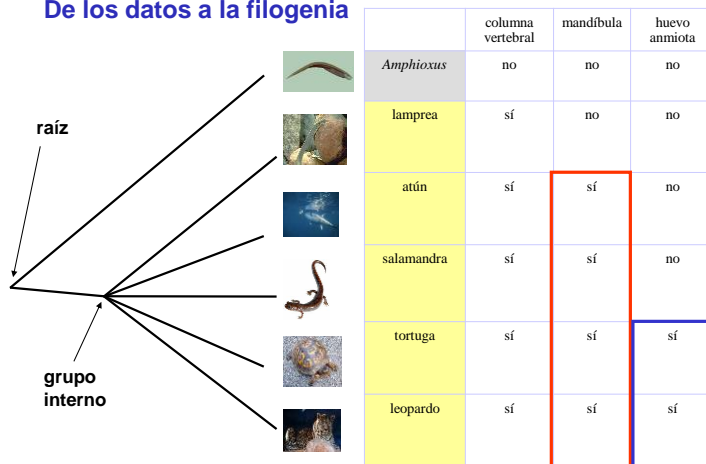 De los datos a la filogenia
raíz
grupo
interno
columna
vertebral
mandíbula
huevo
anmiota
Amphioxus
no
no
no
lamprea
sí
no
no
atún
sí
sí
no
salamandra
sí
sí
no
tortuga
sí
sí
sí
leopardo
sí
sí
sí